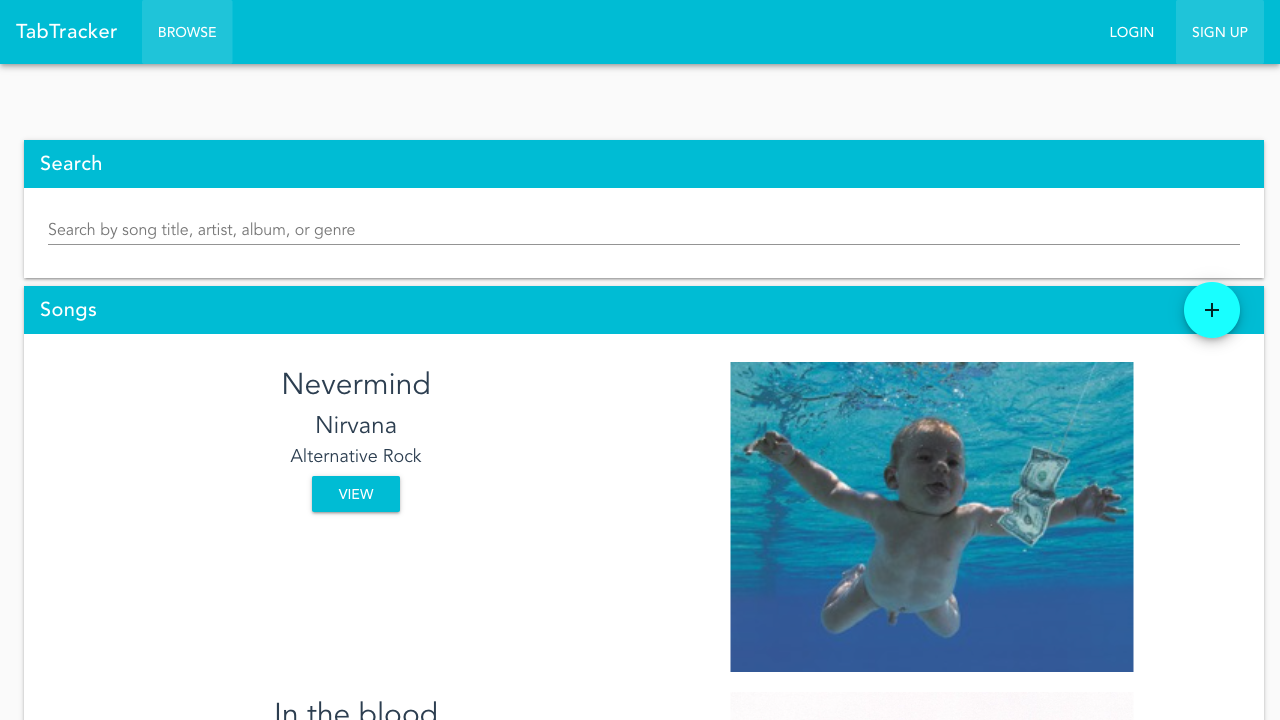 TabTracker
BROWSE
LOGIN
SIGN UP
Search
Search by song title, artist, album, or genre
Songs
+
Nevermind
Nirvana
Alternative Rock
VIEW
In the blood